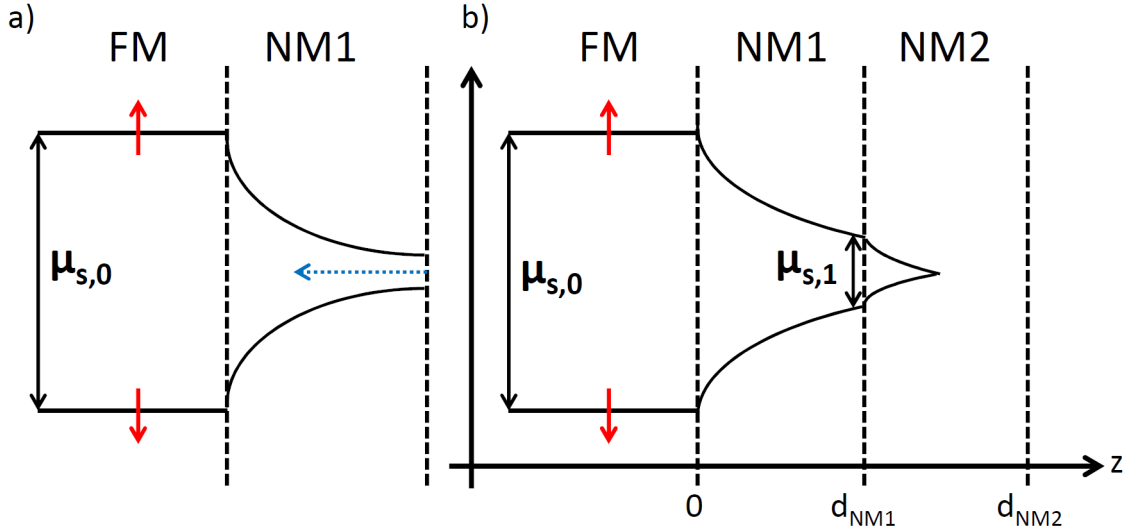 a)
FM NM1
μs,0
b)
FM NM1 NM2
μs,0
μs,1
z
0 dNM1 dNM2